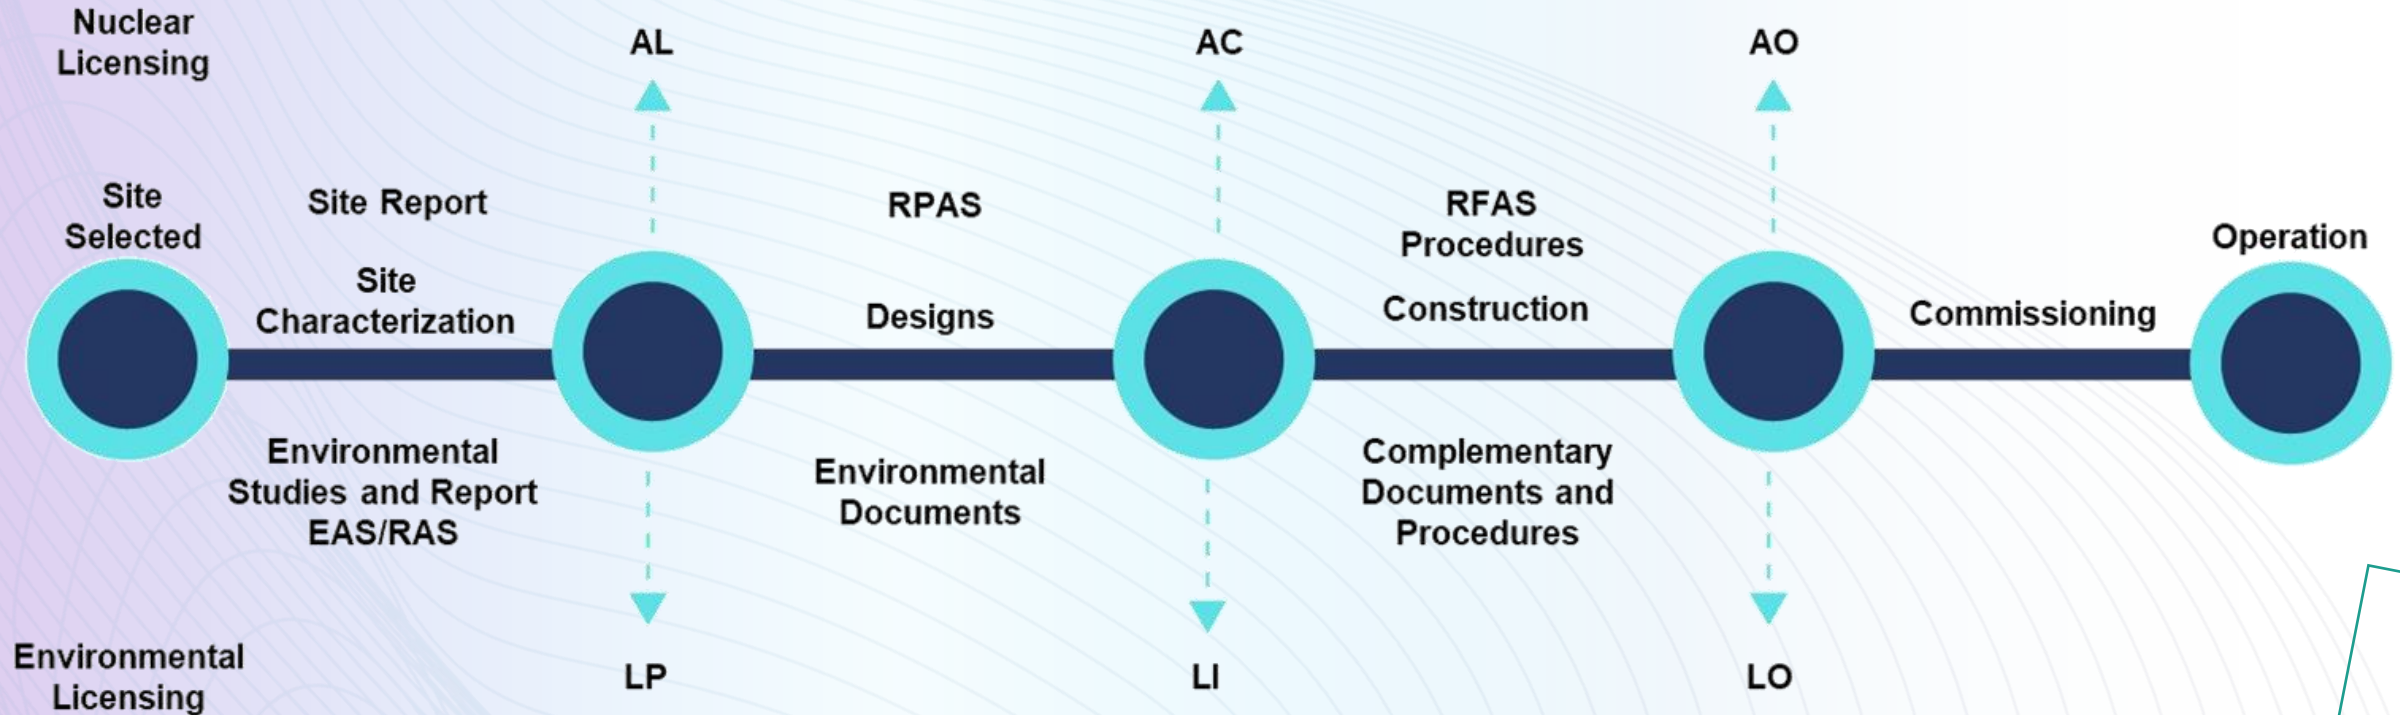 Nuclear
Licensing
AL
AC
AO
Site
Selected
Site Report
RPAS
RFAS
Procedures
Operation
Site
Characterization
Designs
Construction
Commissioning
Environmental
Studies and Report
EAS/RAS
Environmental
Documents
Complementary
Documents and
Procedures
Environmental
Licensing
LP
LI
LO